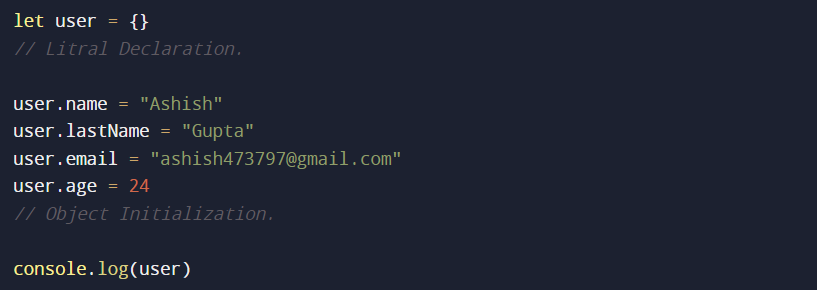 let user = {}
// Litral Declaration.
user.name = "Ashish"
user.lastName = "Gupta"
user.email = "ashish473797@gmail.com"
user.age = 24
// Object Initialization.
console.log(user)